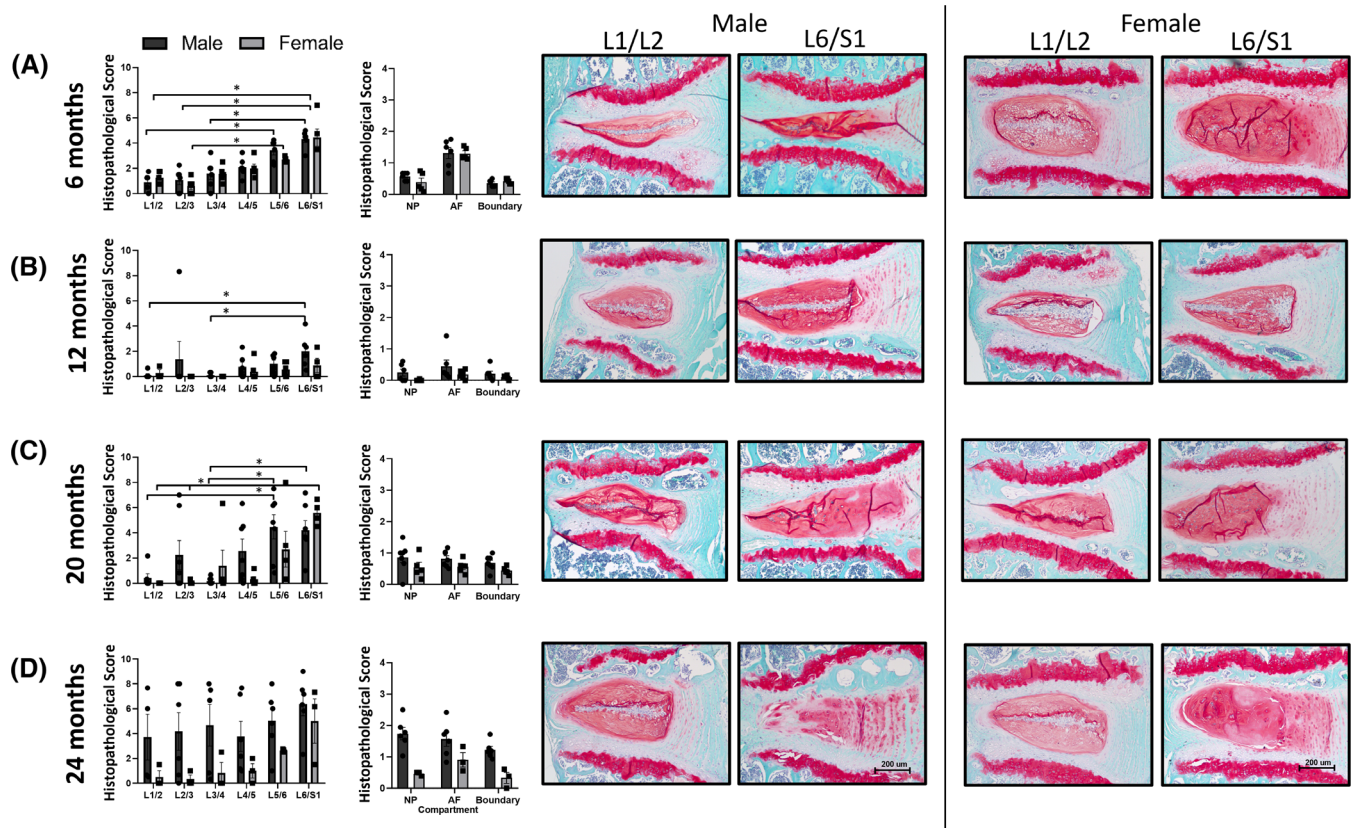 Male Female
Male
Female
L1/L2 L6/S1 L1/L2 L6/S1
(A)
6 months
Histopathological Score
10
8
6
4
2
0
* * * * *
L1/2 L2/3 L3/4 L4/5 L5/6 L6/S1
Histopathological Score
4
3
2
1
0
NP AF Boundary
(B)
12 months
Histopathological Score
10
8
6
4
2
0
* *
L1/2 L2/3 L3/4 L4/5 L5/6 L6/S1
Histopathological Score
4
3
2
1
0
NP AF Boundary
(C)
20 months
Histopathological Score
10
8
6
4
2
0
* * * *
L1/2 L2/3 L3/4 L4/5 L5/6 L6/S1
Histopathological Score
4
3
2
1
0
NP AF Boundary
(D)
24 months
Histopathological Score
10
8
6
4
2
0
L1/2 L2/3 L3/4 L4/5 L5/6 L6/S1
Histopathological Score
4
3
2
1
0
NP AF Boundary
Compartment
200 um
200 um